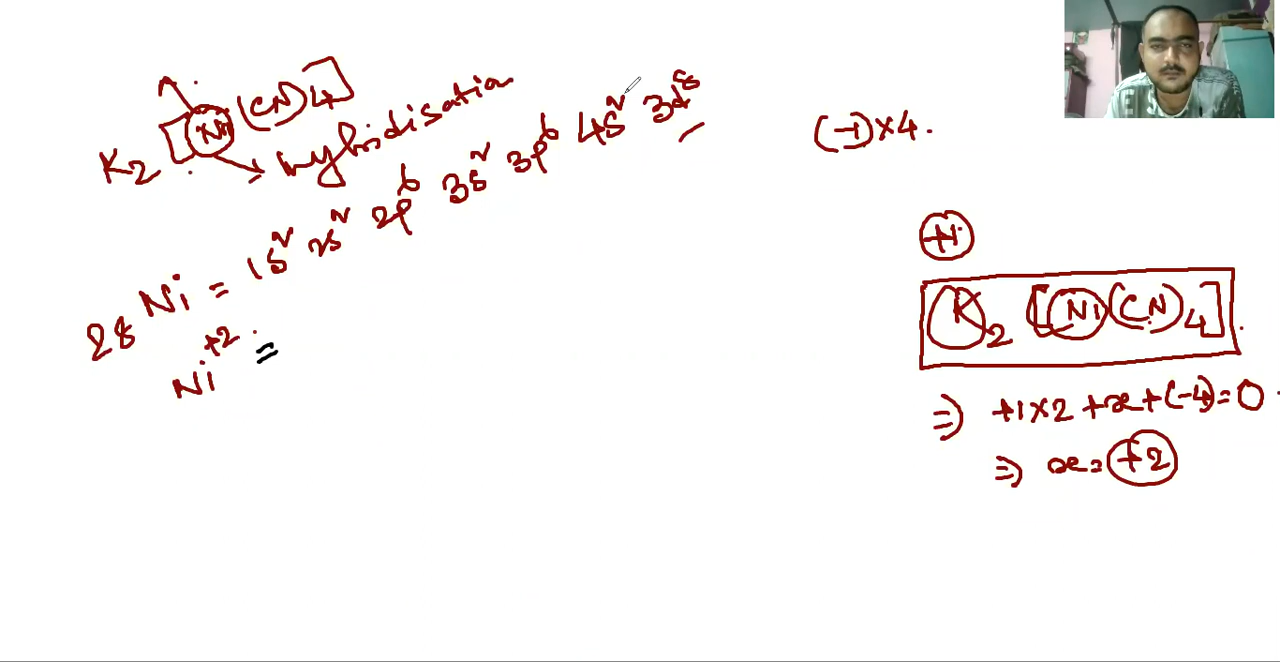 K2 [Ni(CN)4]
hybridisation
28 Ni = 1s² 2s² 2p⁶ 3s² 3p⁶ 4s² 3d⁸
Ni⁺² =
(-1)×4.
+Ni
K2 [Ni(CN)4].
⇒ +1×2 +x+(-4)=0
⇒ x= +2